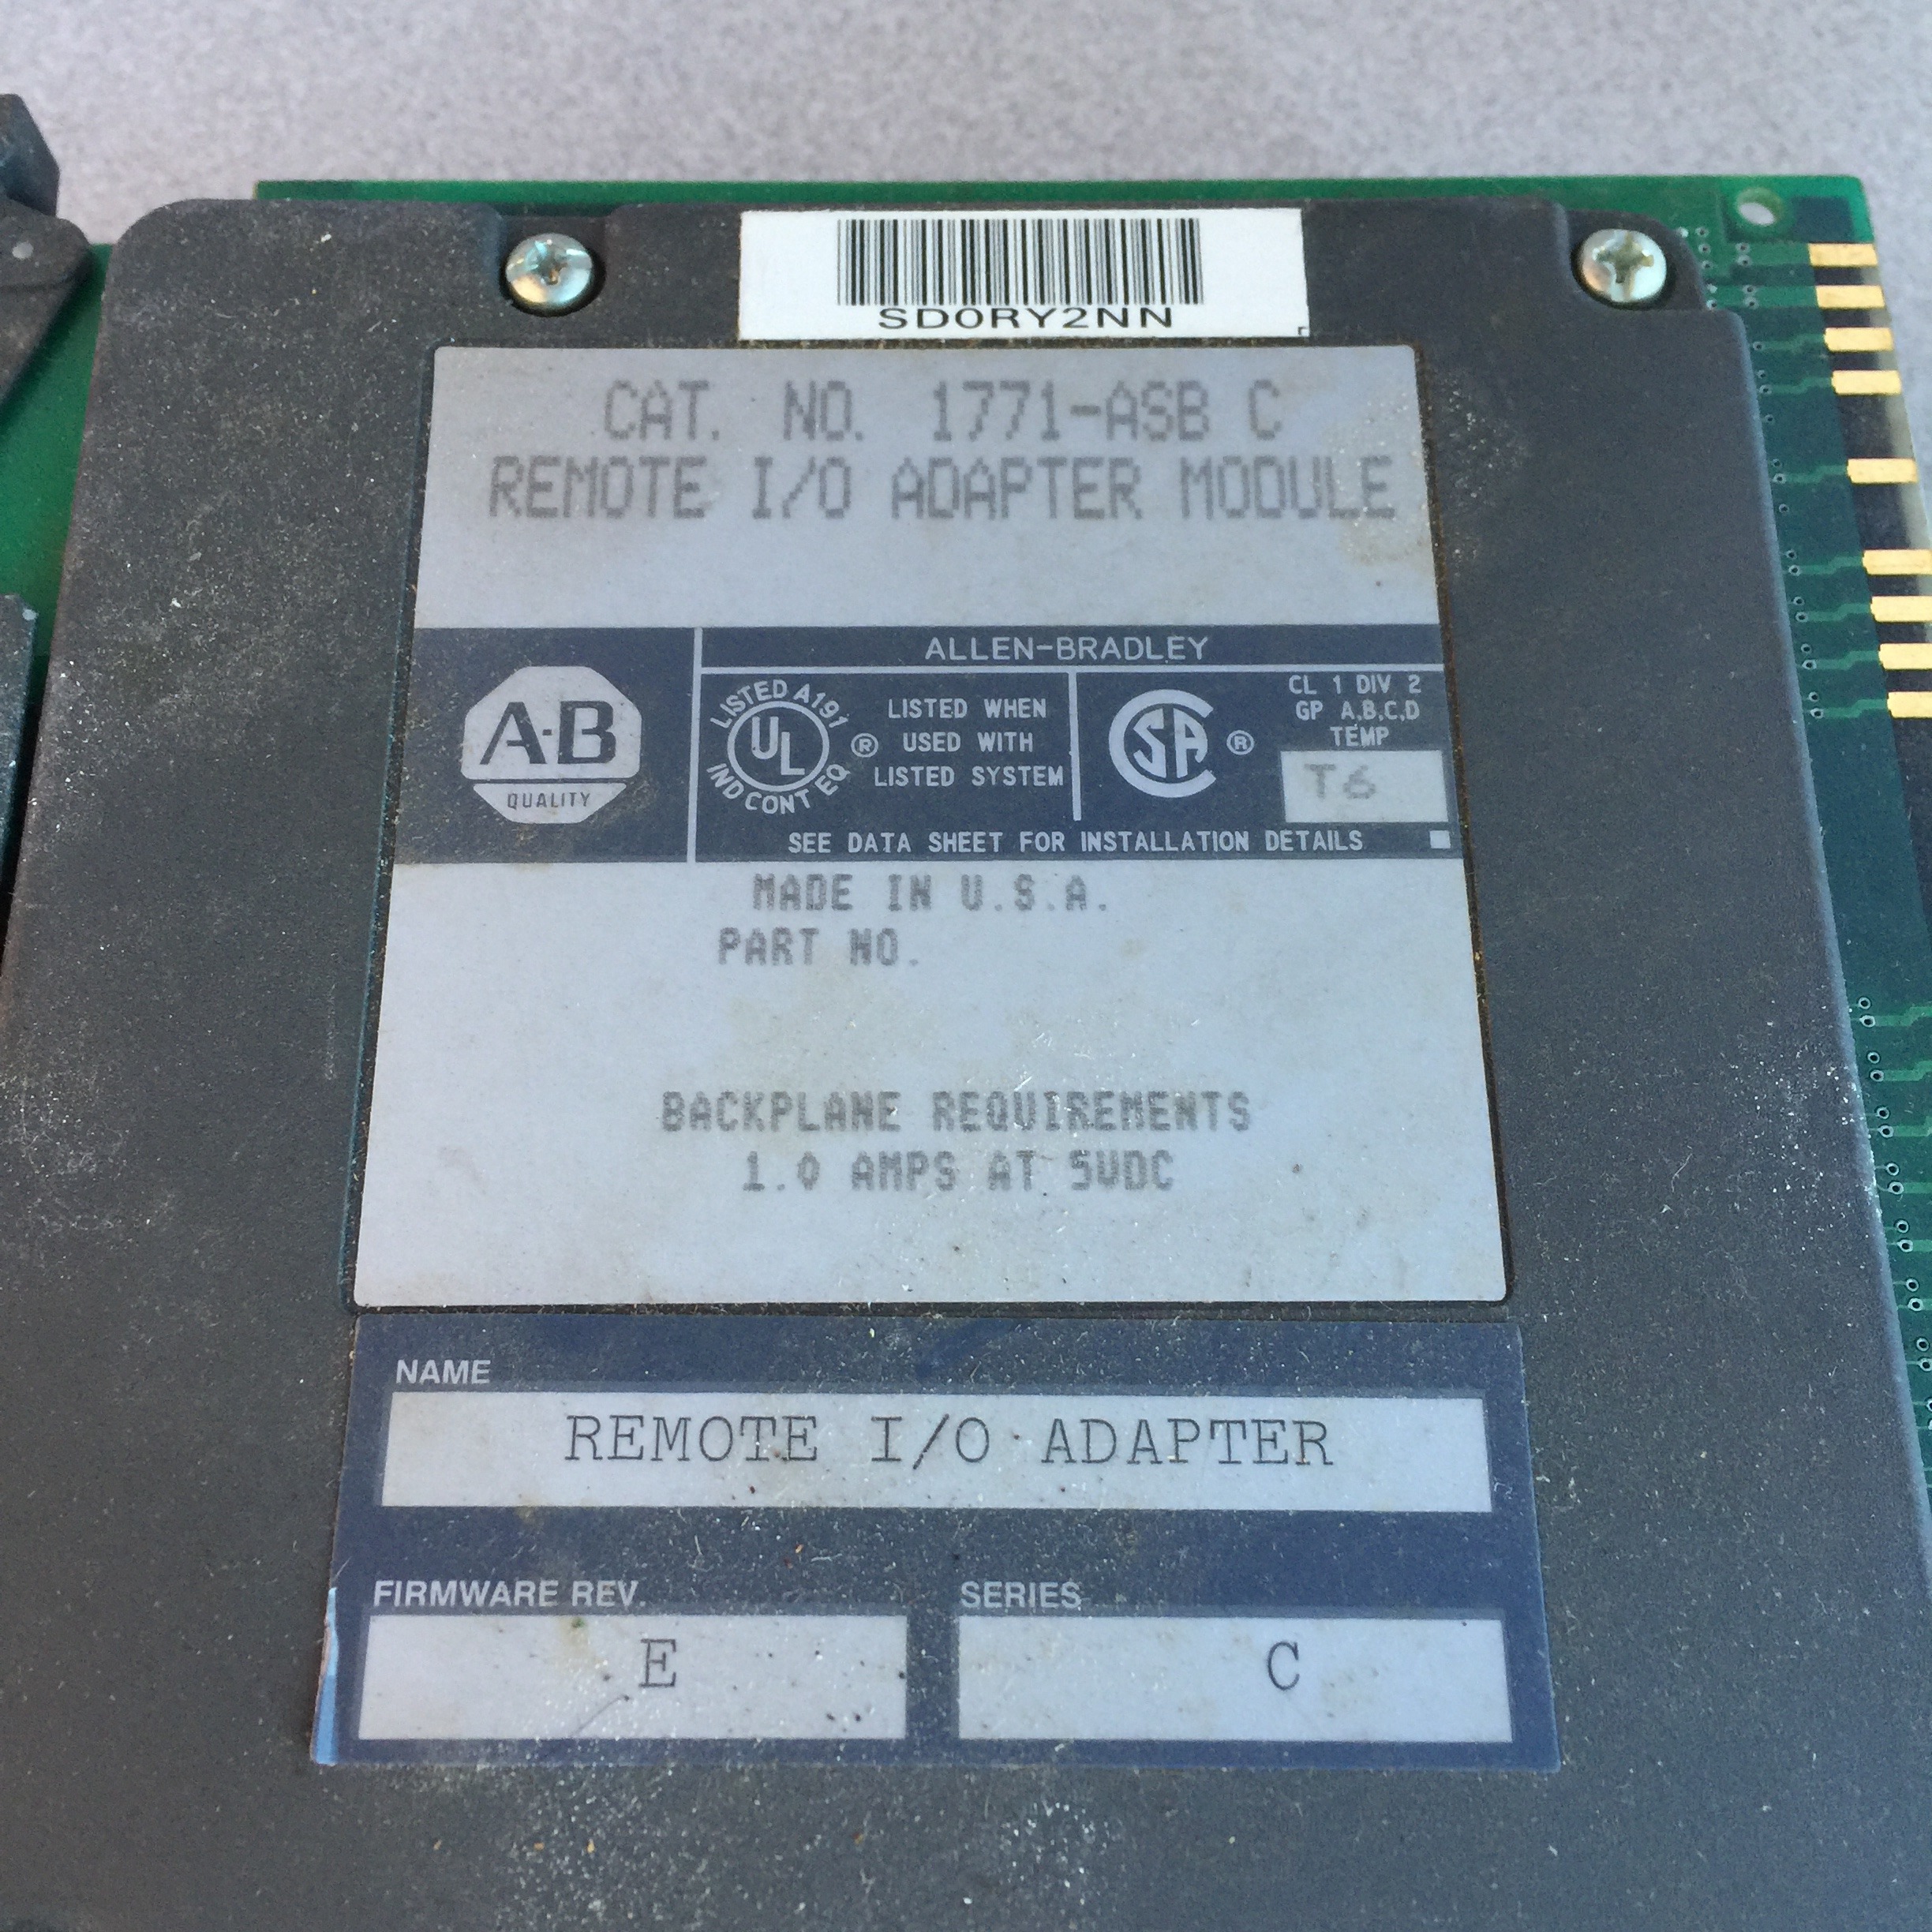 SD0RY2NN
CAT. NO. 1771-ASB C
REMOTE I/O ADAPTER MODULE
ALLEN-BRADLEY
A·B
QUALITY
LISTED A191
UL
IND CONT EQ
®
LISTED WHEN
USED WITH
LISTED SYSTEM
SA ®
CL 1 DIV 2
GP A,B,C,D
TEMP
T6
SEE DATA SHEET FOR INSTALLATION DETAILS
MADE IN U.S.A.
PART NO.
BACKPLANE REQUIREMENTS
1.0 AMPS AT 5VDC
NAME
REMOTE I/O ADAPTER
FIRMWARE REV.
SERIES
E
C